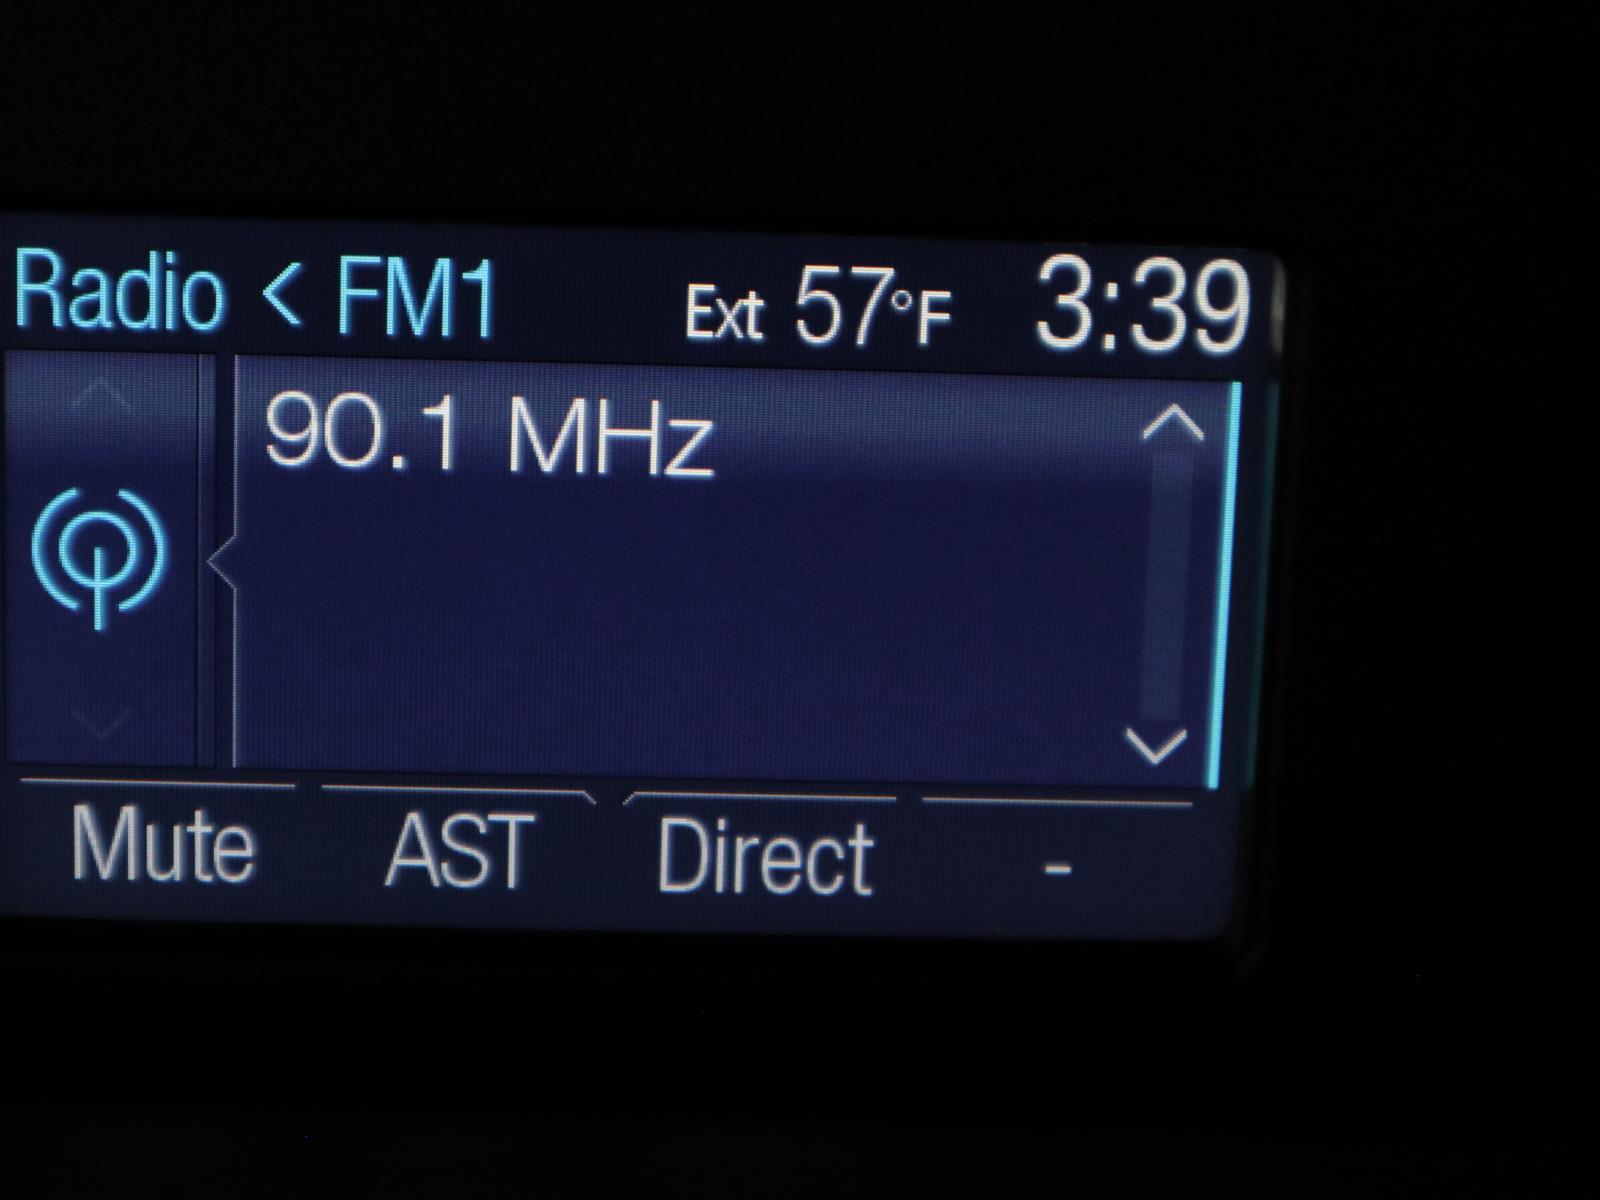 Radio < FM1 Ext 57°F 3:39
90.1 MHz
Mute AST Direct -